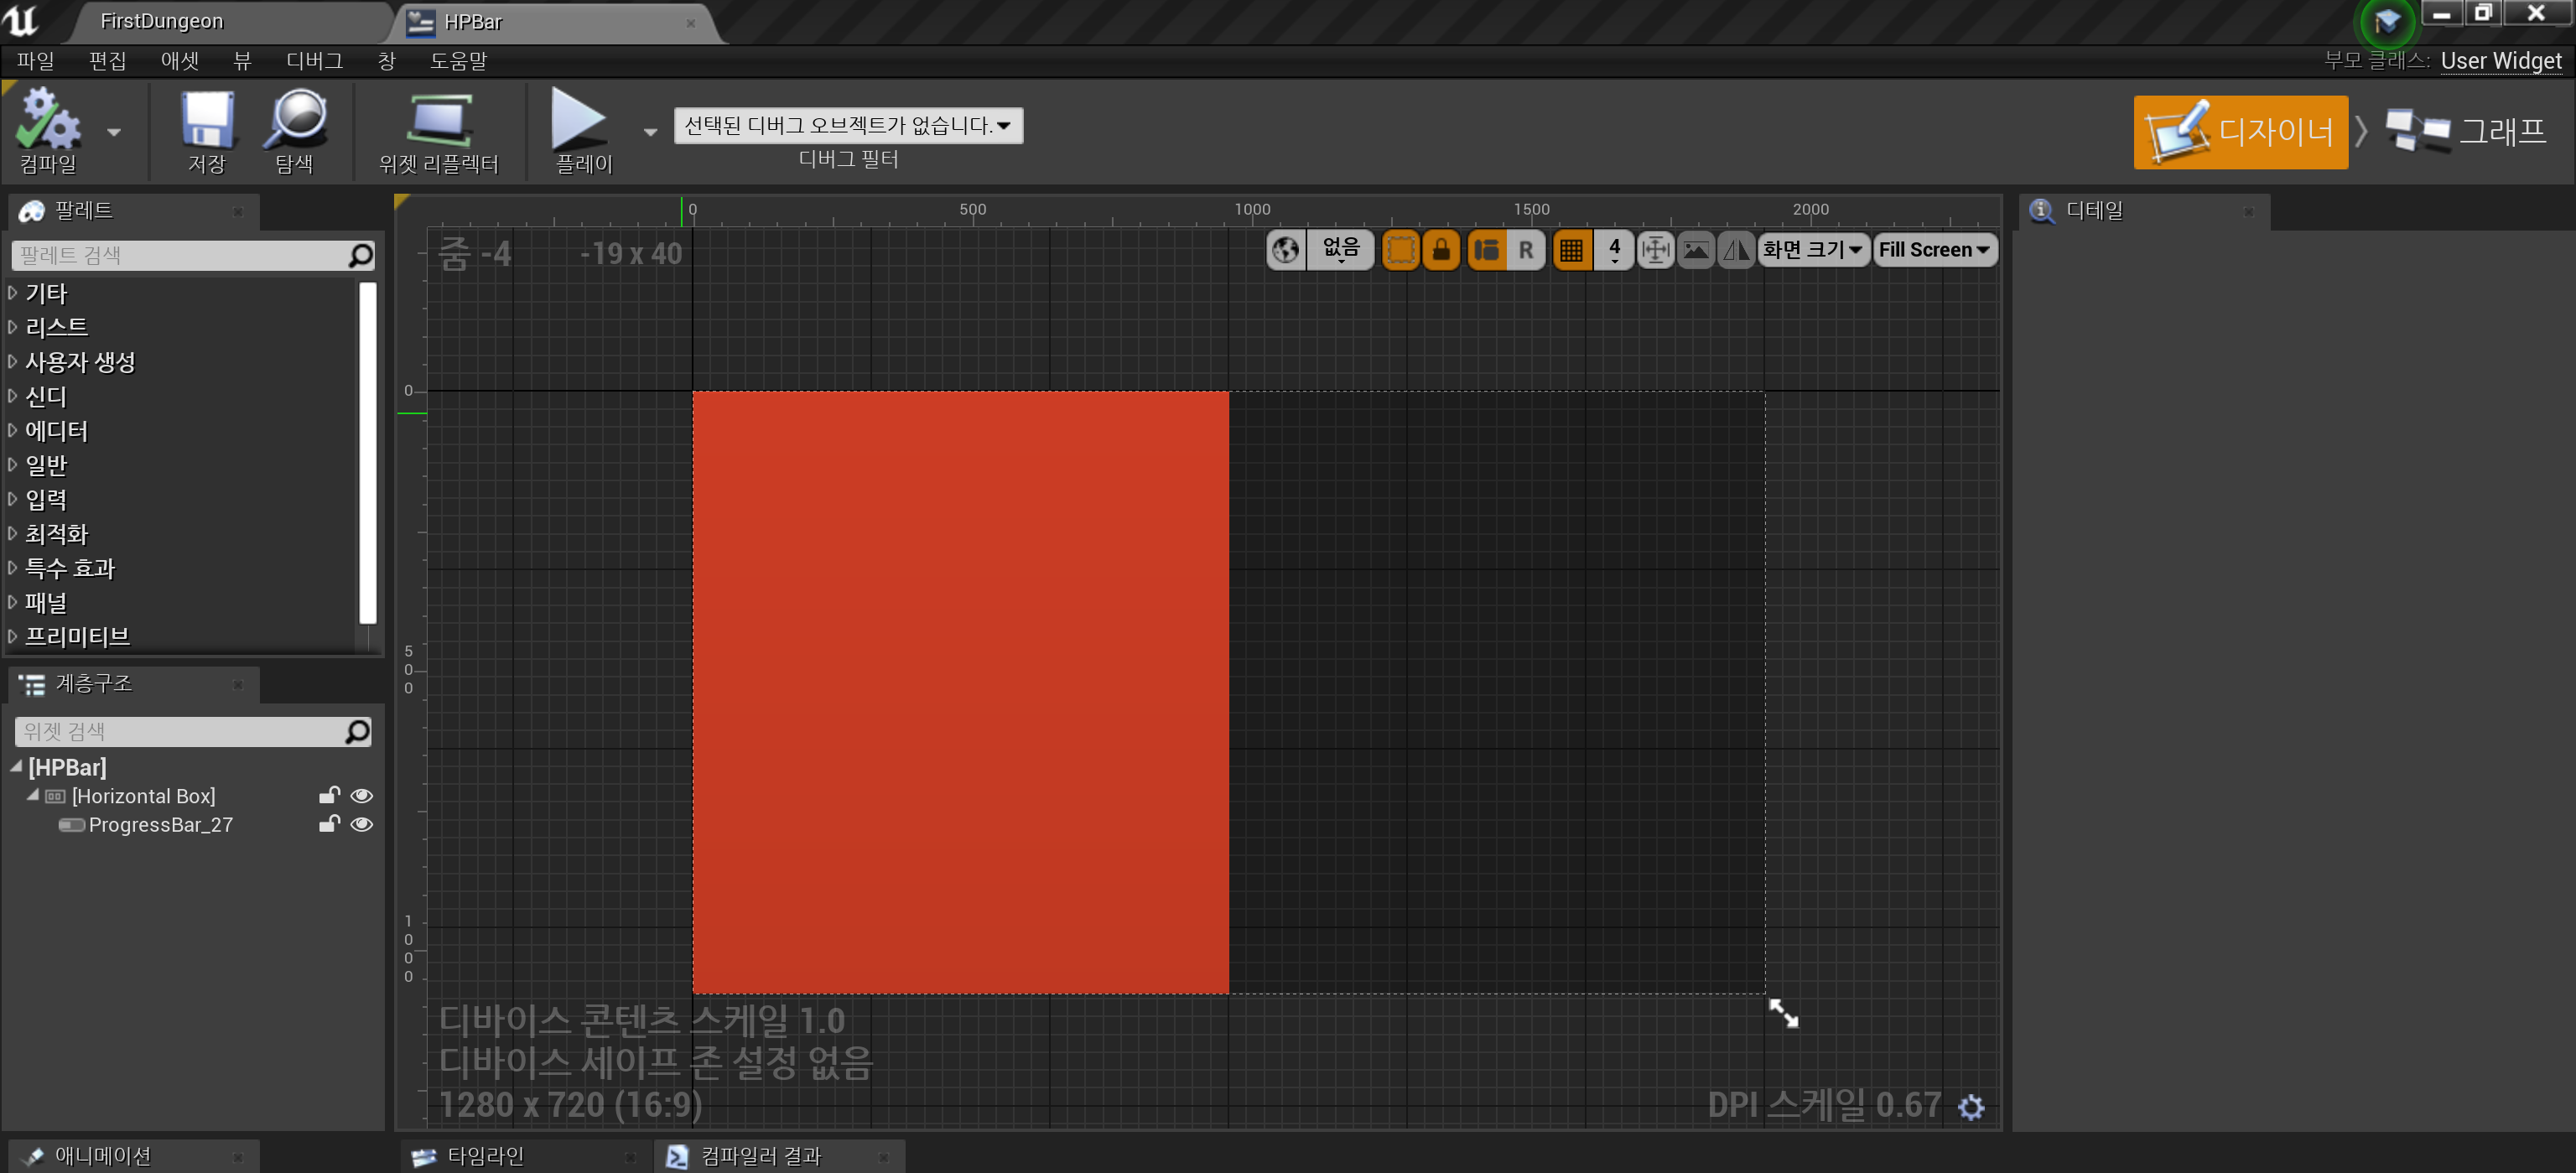 FirstDungeon
HPBar
파일 편집 애셋 뷰 디버그 창 도움말
부모 클래스: User Widget
컴파일
저장
탐색
위젯 리플렉터
플레이
선택된 디버그 오브젝트가 없습니다.
디버그 필터
디자이너
그래프
팔레트
팔레트 검색
기타
리스트
사용자 생성
신디
에디터
일반
입력
최적화
특수 효과
패널
프리미티브
계층구조
위젯 검색
[HPBar]
[Horizontal Box]
ProgressBar_27
애니메이션
0 500 1000 1500 2000
줌 -4
-19 x 40
없음
R
4
화면 크기
Fill Screen
0
500
1000
디바이스 콘텐츠 스케일 1.0
디바이스 세이프 존 설정 없음
1280 x 720 (16:9)
DPI 스케일 0.67
타임라인
컴파일러 결과
디테일